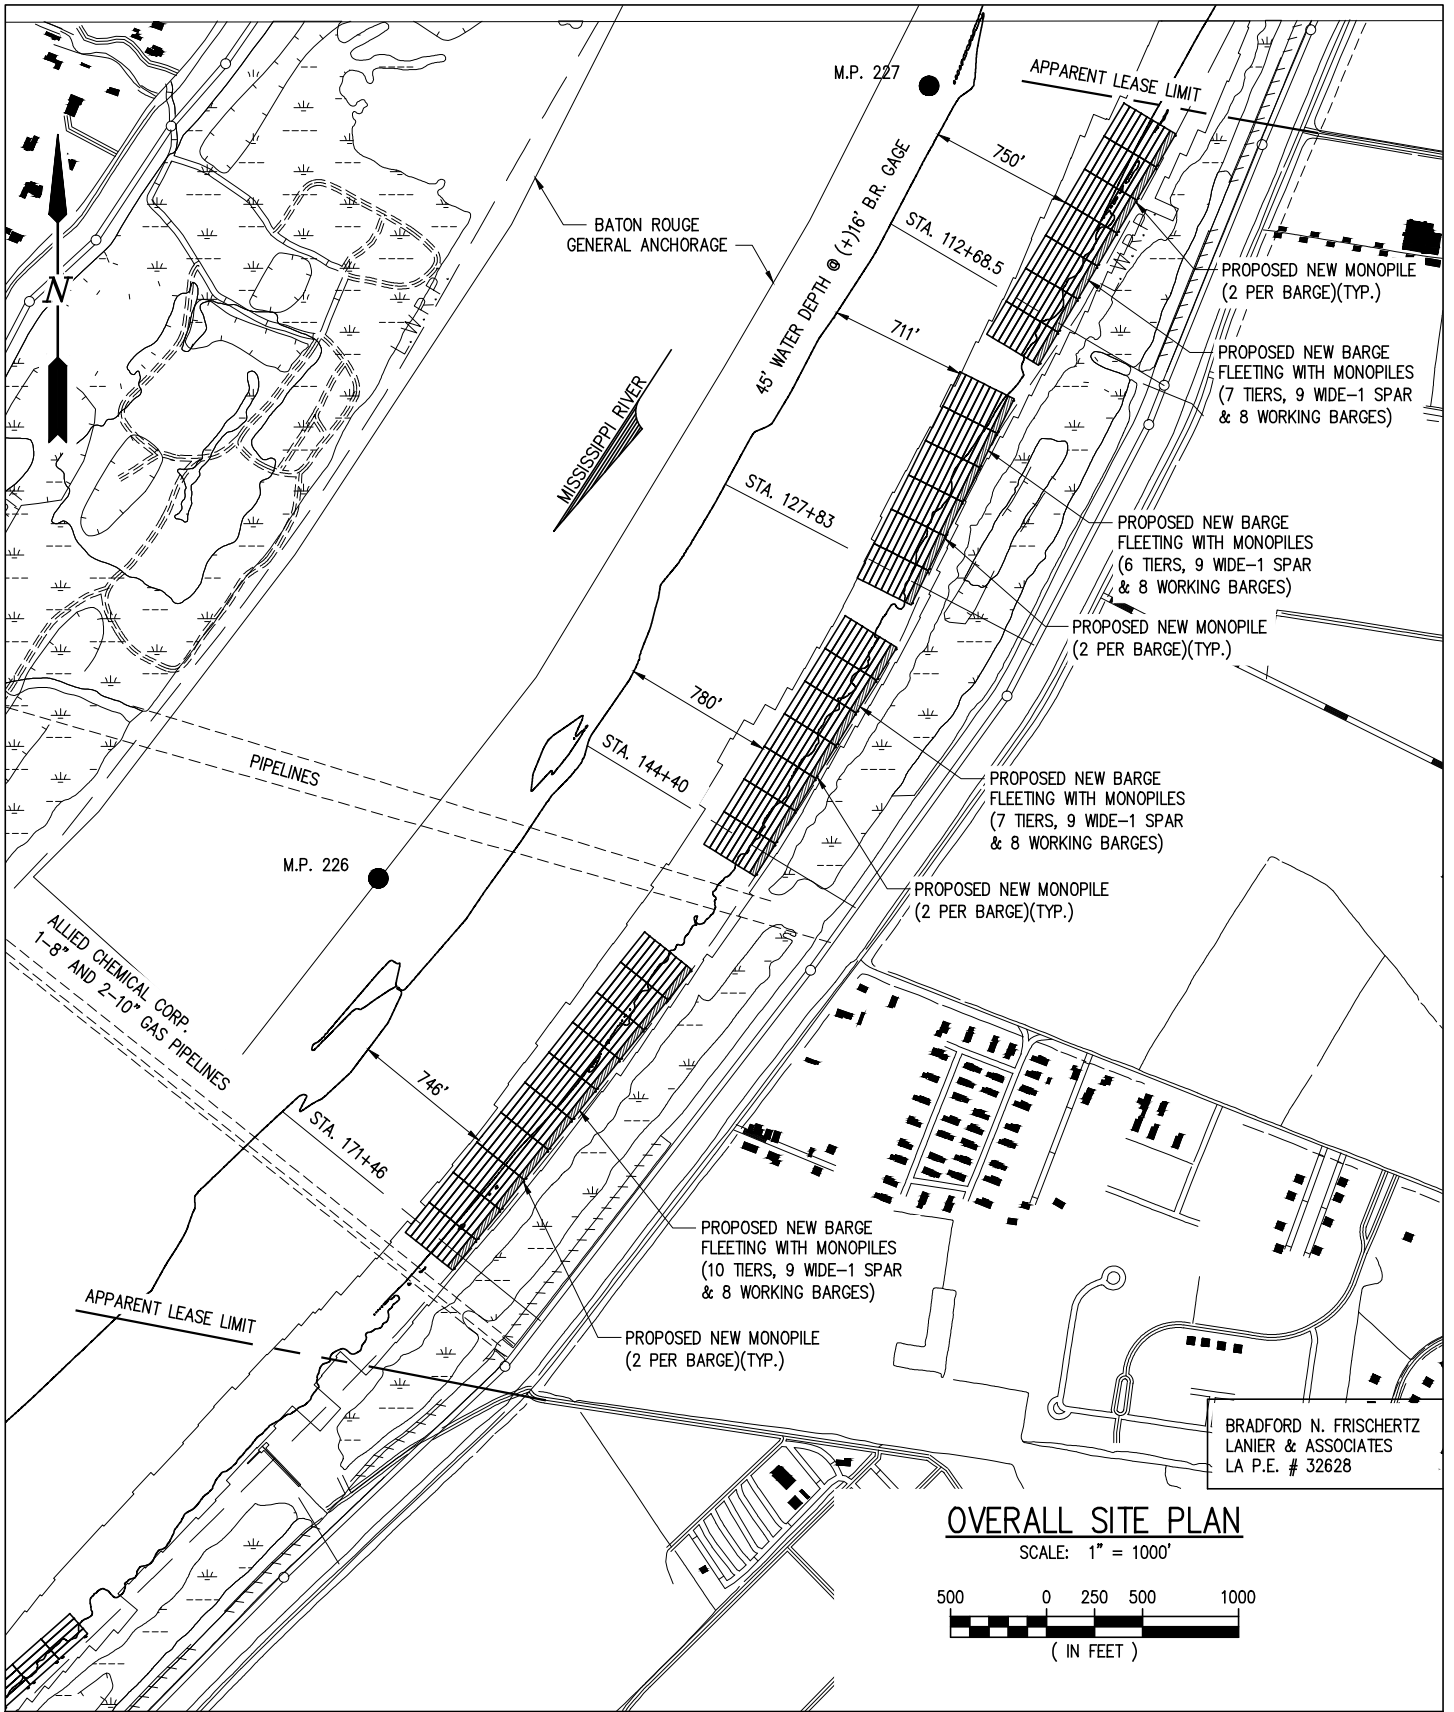 M.P. 227
APPARENT LEASE LIMIT
750'
45' WATER DEPTH @ (+)16' B.R. GAGE
BATON ROUGE
GENERAL ANCHORAGE
STA. 112+68.5
L.W.R.P.
L.W.R.P.
PROPOSED NEW MONOPILE
(2 PER BARGE)(TYP.)
N
711'
PROPOSED NEW BARGE
FLEETING WITH MONOPILES
(7 TIERS, 9 WIDE-1 SPAR
& 8 WORKING BARGES)
MISSISSIPPI RIVER
STA. 127+83
PROPOSED NEW BARGE
FLEETING WITH MONOPILES
(6 TIERS, 9 WIDE-1 SPAR
& 8 WORKING BARGES)
PROPOSED NEW MONOPILE
(2 PER BARGE)(TYP.)
780'
STA. 144+40
PIPELINES
PROPOSED NEW BARGE
FLEETING WITH MONOPILES
(7 TIERS, 9 WIDE-1 SPAR
& 8 WORKING BARGES)
M.P. 226
PROPOSED NEW MONOPILE
(2 PER BARGE)(TYP.)
ALLIED CHEMICAL CORP.
1-8" AND 2-10" GAS PIPELINES
746'
STA. 171+46
PROPOSED NEW BARGE
FLEETING WITH MONOPILES
(10 TIERS, 9 WIDE-1 SPAR
& 8 WORKING BARGES)
APPARENT LEASE LIMIT
PROPOSED NEW MONOPILE
(2 PER BARGE)(TYP.)
BRADFORD N. FRISCHERTZ
LANIER & ASSOCIATES
LA P.E. # 32628
OVERALL SITE PLAN
SCALE: 1" = 1000'
500 0 250 500 1000
( IN FEET )